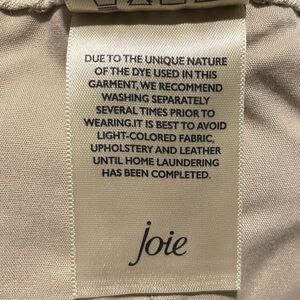 DUE TO THE UNIQUE NATURE
OF THE DYE USED IN THIS
GARMENT, WE RECOMMEND
WASHING SEPARATELY
SEVERAL TIMES PRIOR TO
WEARING.IT IS BEST TO AVOID
LIGHT-COLORED FABRIC,
UPHOLSTERY AND LEATHER
UNTIL HOME LAUNDERING
HAS BEEN COMPLETED.
joie